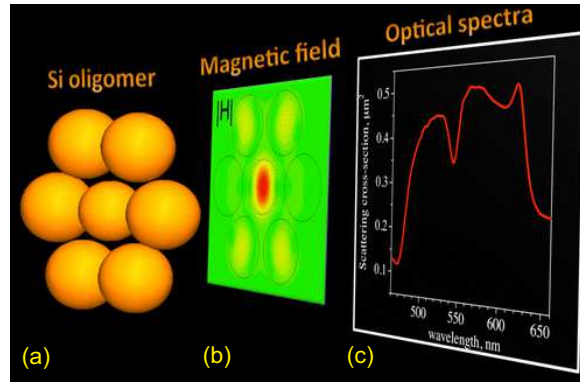 Si oligomer
Magnetic field
Optical spectra
|H|
Scattering cross-section, μm²
0.5
0.4
0.3
0.2
0.1
500
550
600
650
wavelength, nm
(a)
(b)
(c)